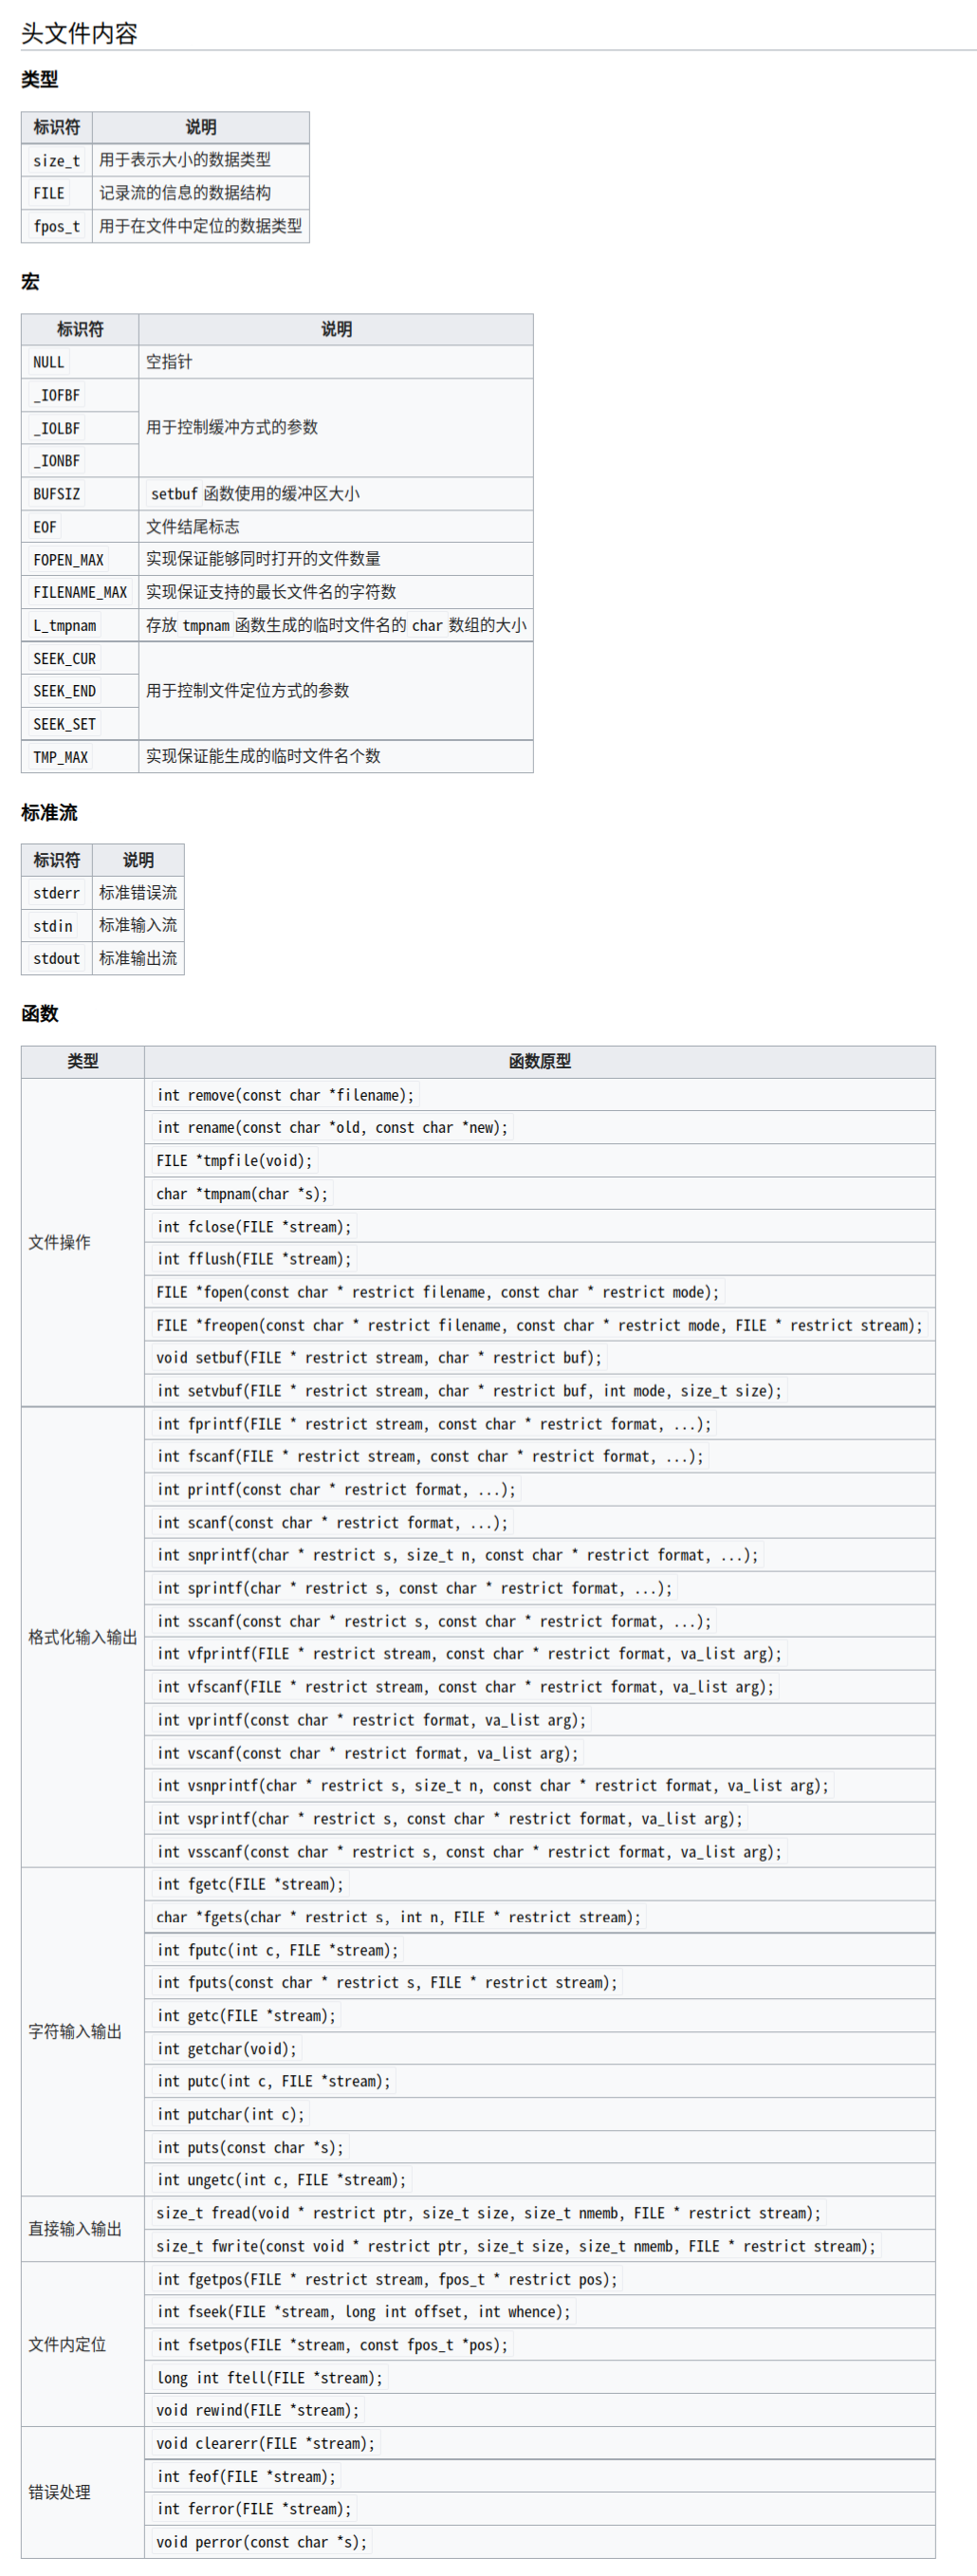 头文件内容
类型
标识符 说明
size_t 用于表示大小的数据类型
FILE 记录流的信息的数据结构
fpos_t 用于在文件中定位的数据类型
宏
标识符 说明
NULL 空指针
_IOFBF
_IOLBF 用于控制缓冲方式的参数
_IONBF
BUFSIZ setbuf 函数使用的缓冲区大小
EOF 文件结尾标志
FOPEN_MAX 实现保证能够同时打开的文件数量
FILENAME_MAX 实现保证支持的最长文件名的字符数
L_tmpnam 存放 tmpnam 函数生成的临时文件名的 char 数组的大小
SEEK_CUR
SEEK_END 用于控制文件定位方式的参数
SEEK_SET
TMP_MAX 实现保证能生成的临时文件名个数
标准流
标识符 说明
stderr 标准错误流
stdin 标准输入流
stdout 标准输出流
函数
类型 函数原型
文件操作
int remove(const char *filename);
int rename(const char *old, const char *new);
FILE *tmpfile(void);
char *tmpnam(char *s);
int fclose(FILE *stream);
int fflush(FILE *stream);
FILE *fopen(const char * restrict filename, const char * restrict mode);
FILE *freopen(const char * restrict filename, const char * restrict mode, FILE * restrict stream);
void setbuf(FILE * restrict stream, char * restrict buf);
int setvbuf(FILE * restrict stream, char * restrict buf, int mode, size_t size);
格式化输入输出
int fprintf(FILE * restrict stream, const char * restrict format, ...);
int fscanf(FILE * restrict stream, const char * restrict format, ...);
int printf(const char * restrict format, ...);
int scanf(const char * restrict format, ...);
int snprintf(char * restrict s, size_t n, const char * restrict format, ...);
int sprintf(char * restrict s, const char * restrict format, ...);
int sscanf(const char * restrict s, const char * restrict format, ...);
int vfprintf(FILE * restrict stream, const char * restrict format, va_list arg);
int vfscanf(FILE * restrict stream, const char * restrict format, va_list arg);
int vprintf(const char * restrict format, va_list arg);
int vscanf(const char * restrict format, va_list arg);
int vsnprintf(char * restrict s, size_t n, const char * restrict format, va_list arg);
int vsprintf(char * restrict s, const char * restrict format, va_list arg);
int vsscanf(const char * restrict s, const char * restrict format, va_list arg);
字符输入输出
int fgetc(FILE *stream);
char *fgets(char * restrict s, int n, FILE * restrict stream);
int fputc(int c, FILE *stream);
int fputs(const char * restrict s, FILE * restrict stream);
int getc(FILE *stream);
int getchar(void);
int putc(int c, FILE *stream);
int putchar(int c);
int puts(const char *s);
int ungetc(int c, FILE *stream);
直接输入输出
size_t fread(void * restrict ptr, size_t size, size_t nmemb, FILE * restrict stream);
size_t fwrite(const void * restrict ptr, size_t size, size_t nmemb, FILE * restrict stream);
文件内定位
int fgetpos(FILE * restrict stream, fpos_t * restrict pos);
int fseek(FILE *stream, long int offset, int whence);
int fsetpos(FILE *stream, const fpos_t *pos);
long int ftell(FILE *stream);
void rewind(FILE *stream);
错误处理
void clearerr(FILE *stream);
int feof(FILE *stream);
int ferror(FILE *stream);
void perror(const char *s);